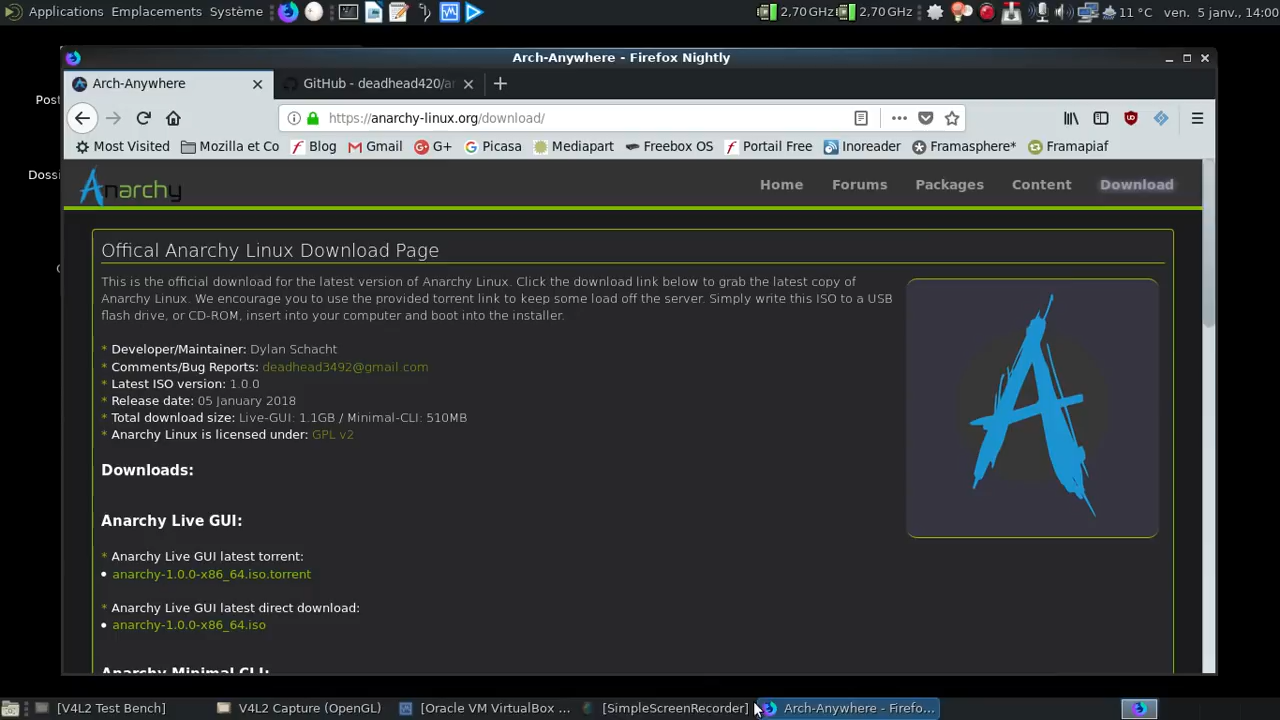 Applications Emplacements Système 2,70 GHz 2,70 GHz 11 °C ven. 5 janv., 14:00
Arch-Anywhere - Firefox Nightly
Arch-Anywhere GitHub - deadhead420/ar
https://anarchy-linux.org/download/
Most Visited Mozilla et Co Blog Gmail G+ Picasa Mediapart Freebox OS Portail Free Inoreader Framasphère* Framapiaf
Anarchy Home Forums Packages Content Download
Post
Dossi
Offical Anarchy Linux Download Page
This is the official download for the latest version of Anarchy Linux. Click the download link below to grab the latest copy of
Anarchy Linux. We encourage you to use the provided torrent link to keep some load off the server. Simply write this ISO to a USB
flash drive, or CD-ROM, insert into your computer and boot into the installer.
* Developer/Maintainer: Dylan Schacht
* Comments/Bug Reports: deadhead3492@gmail.com
* Latest ISO version: 1.0.0
* Release date: 05 January 2018
* Total download size: Live-GUI: 1.1GB / Minimal-CLI: 510MB
* Anarchy Linux is licensed under: GPL v2
Downloads:
Anarchy Live GUI:
* Anarchy Live GUI latest torrent:
• anarchy-1.0.0-x86_64.iso.torrent
* Anarchy Live GUI latest direct download:
• anarchy-1.0.0-x86_64.iso
Anarchy Minimal CLI:
[V4L2 Test Bench] V4L2 Capture (OpenGL) [Oracle VM VirtualBox ... [SimpleScreenRecorder] Arch-Anywhere - Firefo...